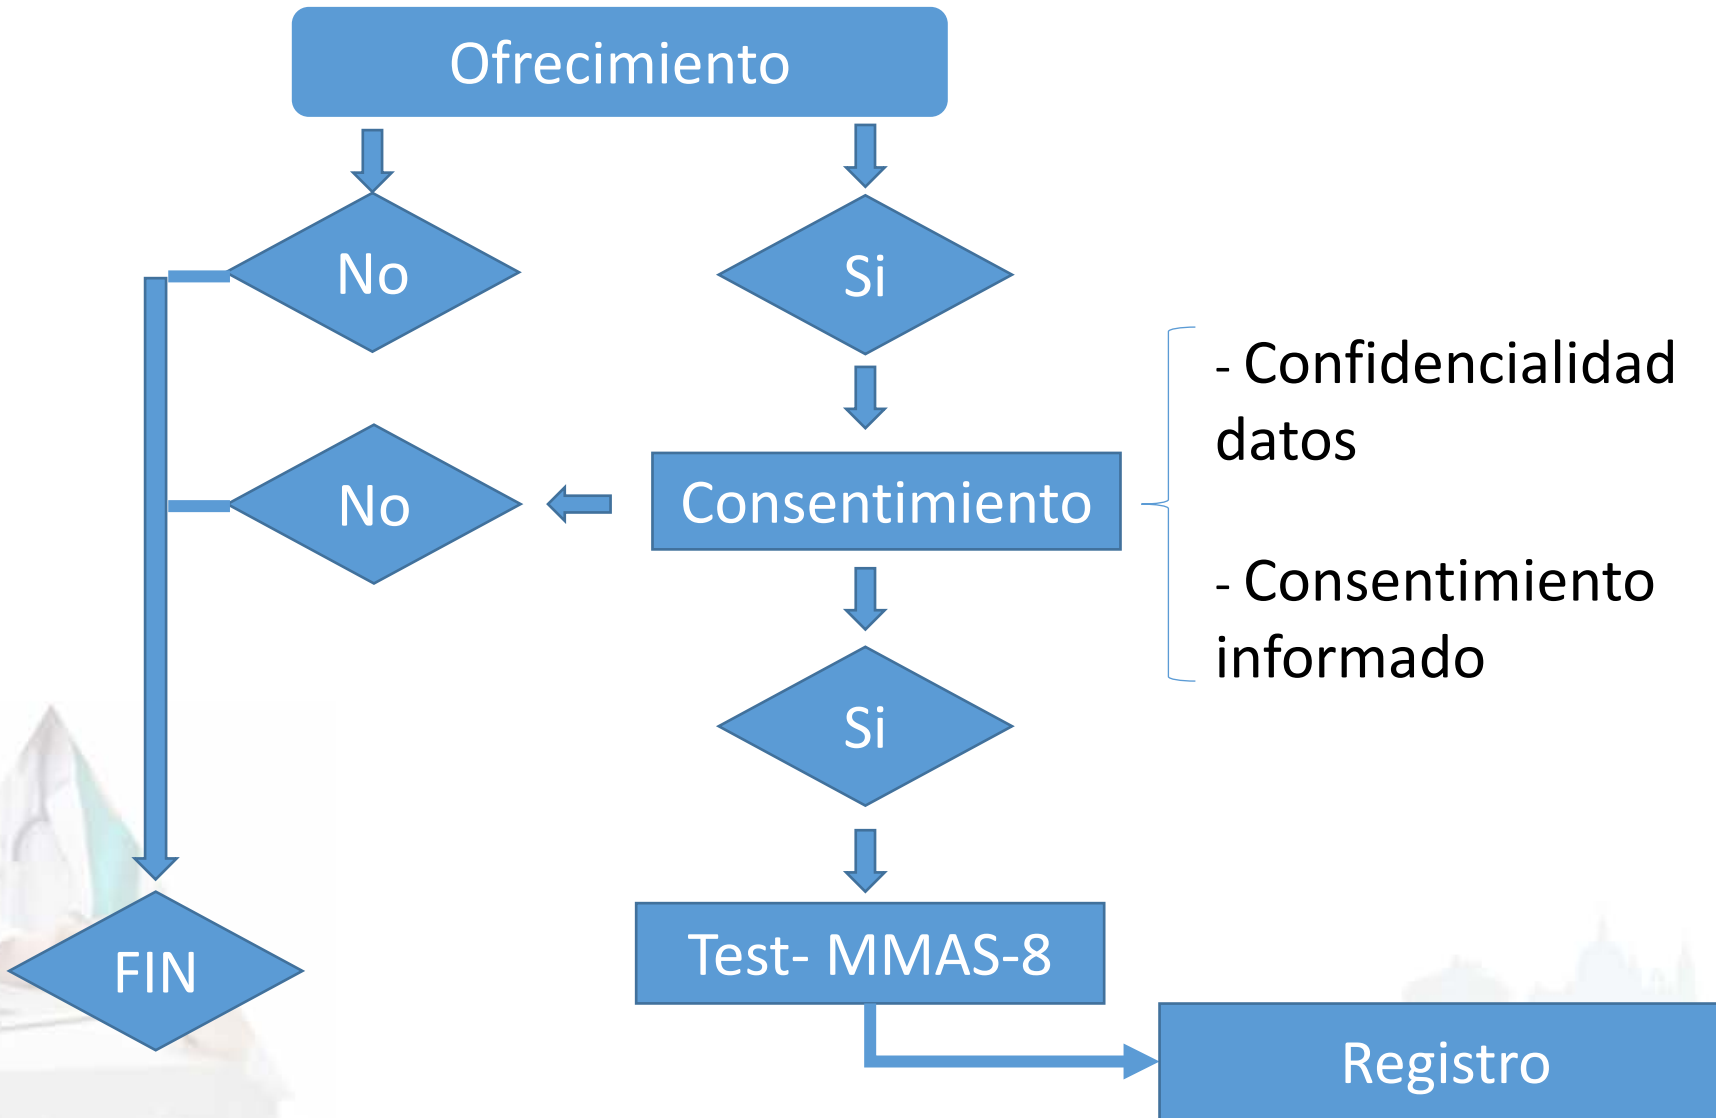 Ofrecimiento
No
Si
- Confidencialidad
datos
No
Consentimiento
- Consentimiento
informado
Si
Test- MMAS-8
FIN
Registro